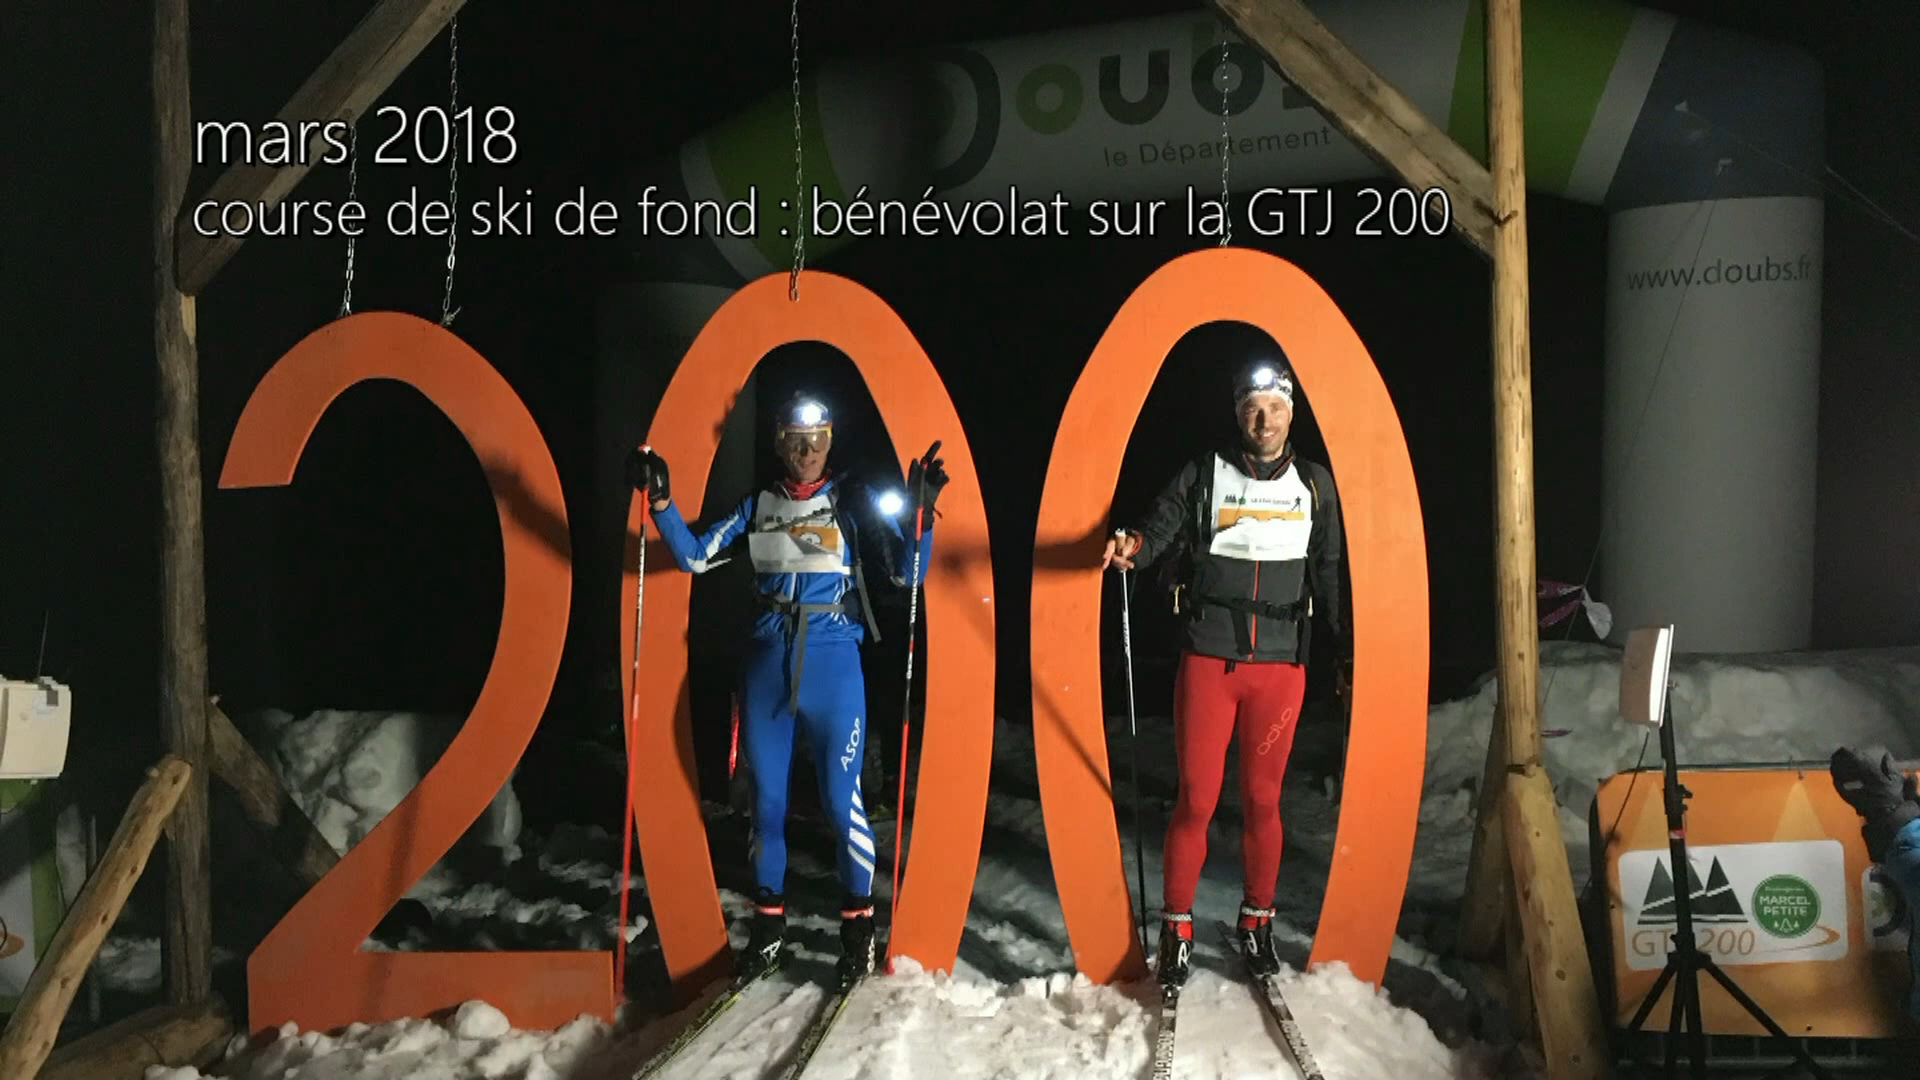 mars 2018
course de ski de fond : bénévolat sur la GTJ 200
Doubs
le Département
www.doubs.fr
200
ASOP
odlo
MARCEL
PETITE
GTJ 200